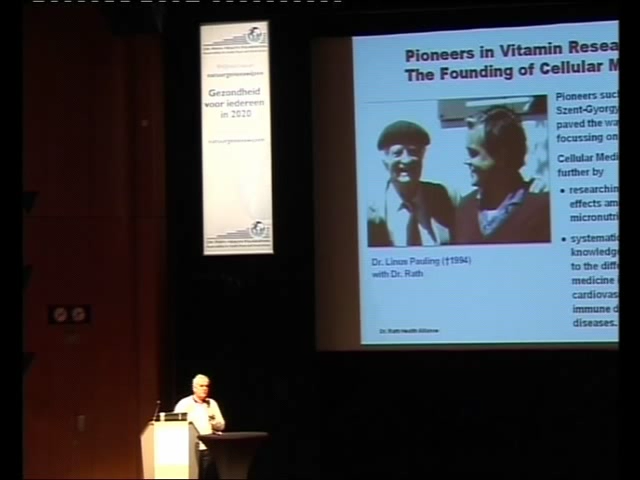 Gezondheid
voor iedereen
in 2020
Pioneers in Vitamin Resea
The Founding of Cellular M
Pioneers suc
Szent-Gyorgy
paved the wa
focussing on
Cellular Medi
further by
• researchin
effects am
micronutri
• systematic
knowledge
to the diff
medicine i
cardiovas
immune d
diseases.
Dr. Linus Pauling (†1994)
with Dr. Rath
Dr. Rath Health Alliance